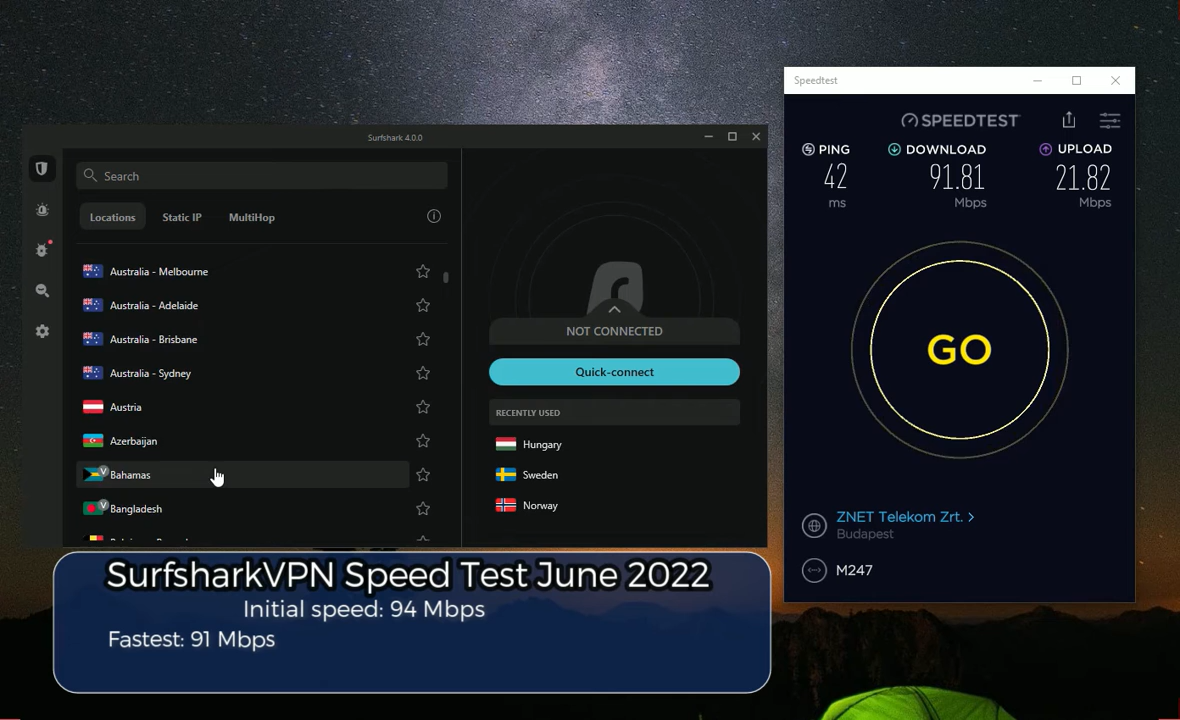 Surfshark 4.0.0
Search
Locations Static IP MultiHop
Australia - Melbourne
Australia - Adelaide
Australia - Brisbane
Australia - Sydney
Austria
Azerbaijan
V Bahamas
V Bangladesh
NOT CONNECTED
Quick-connect
RECENTLY USED
Hungary
Sweden
Norway
Speedtest
SPEEDTEST
PING DOWNLOAD UPLOAD
42 91.81 21.82
ms Mbps Mbps
GO
ZNET Telekom Zrt. >
Budapest
M247
SurfsharkVPN Speed Test June 2022
Initial speed: 94 Mbps
Fastest: 91 Mbps